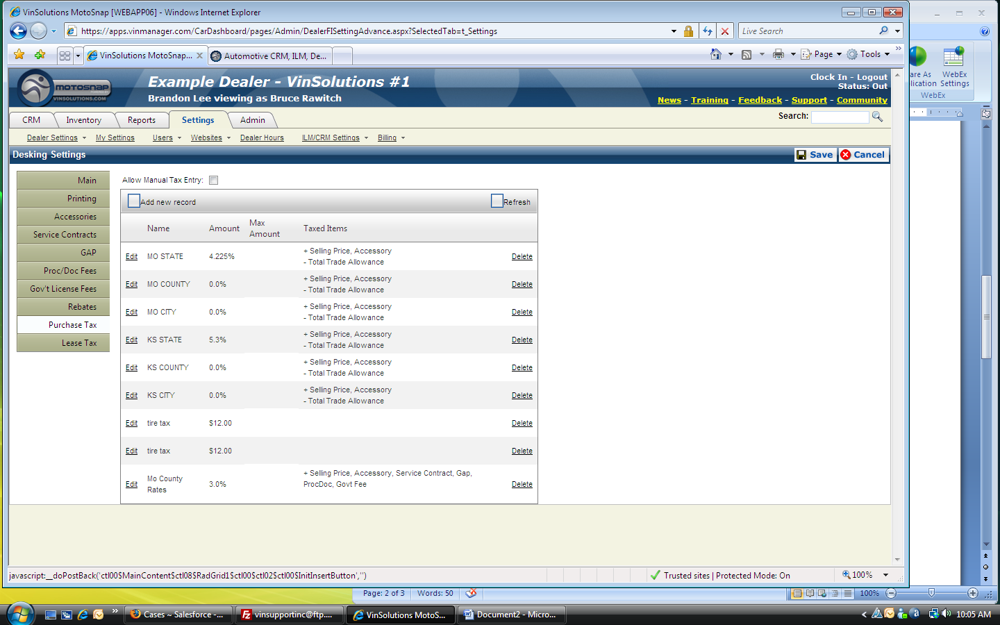 VinSolutions MotoSnap [WEBAPP06] - Windows Internet Explorer
https://apps.vinmanager.com/CarDashboard/pages/Admin/DealerFISettingAdvance.aspx?SelectedTab=t_Settings
Live Search
VinSolutions MotoSnap...
Automotive CRM, ILM, De...
Page
Tools
are As
lication
WebEx
Settings
WebEx
MOTOSNAP
VINSOLUTIONS.COM
Example Dealer - VinSolutions #1
Brandon Lee viewing as Bruce Rawitch
Clock In - Logout
Status: Out
News - Training - Feedback - Support - Community
CRM Inventory Reports Settings Admin
Search:
Dealer Settings My Settings Users Websites Dealer Hours ILM/CRM Settings Billing
Desking Settings
Save Cancel
Main
Printing
Accessories
Service Contracts
GAP
Proc/Doc Fees
Gov't License Fees
Rebates
Purchase Tax
Lease Tax
Allow Manual Tax Entry:
Add new record Refresh
Name Amount Max Amount Taxed Items
Edit MO STATE 4.225% + Selling Price, Accessory
- Total Trade Allowance Delete
Edit MO COUNTY 0.0% + Selling Price, Accessory
- Total Trade Allowance Delete
Edit MO CITY 0.0% + Selling Price, Accessory
- Total Trade Allowance Delete
Edit KS STATE 5.3% + Selling Price, Accessory
- Total Trade Allowance Delete
Edit KS COUNTY 0.0% + Selling Price, Accessory
- Total Trade Allowance Delete
Edit KS CITY 0.0% + Selling Price, Accessory
- Total Trade Allowance Delete
Edit tire tax $12.00 Delete
Edit tire tax $12.00 Delete
Edit Mo County Rates 3.0% + Selling Price, Accessory, Service Contract, Gap,
ProcDoc, Govt Fee Delete
javascript:__doPostBack('ctl00$MainContent$ctl08$RadGrid1$ctl00$ctl02$ctl00$InitInsertButton','')
Trusted sites | Protected Mode: On
100%
Page: 2 of 3 Words: 50
100%
Cases ~ Salesforce -...
vinsupportinc@ftp....
VinSolutions MotoS...
Document2 - Micro...
10:05 AM